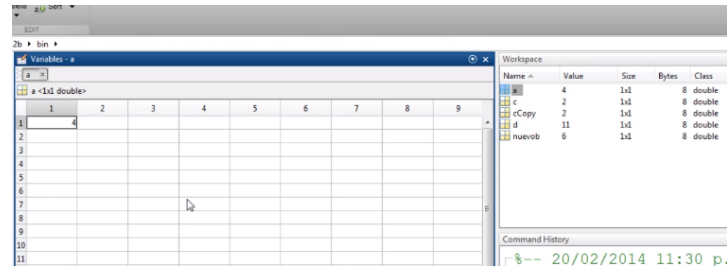 Sort
EDIT
2b ▸ bin ▸
Variables - a
a
a <1x1 double>
1 2 3 4 5 6 7 8 9
1 4
2
3
4
5
6
7
8
9
10
11
Workspace
Name Value Size Bytes Class
a 4 1x1 8 double
c 2 1x1 8 double
cCopy 2 1x1 8 double
d 11 1x1 8 double
nuevob 6 1x1 8 double
Command History
%-- 20/02/2014 11:30 p.